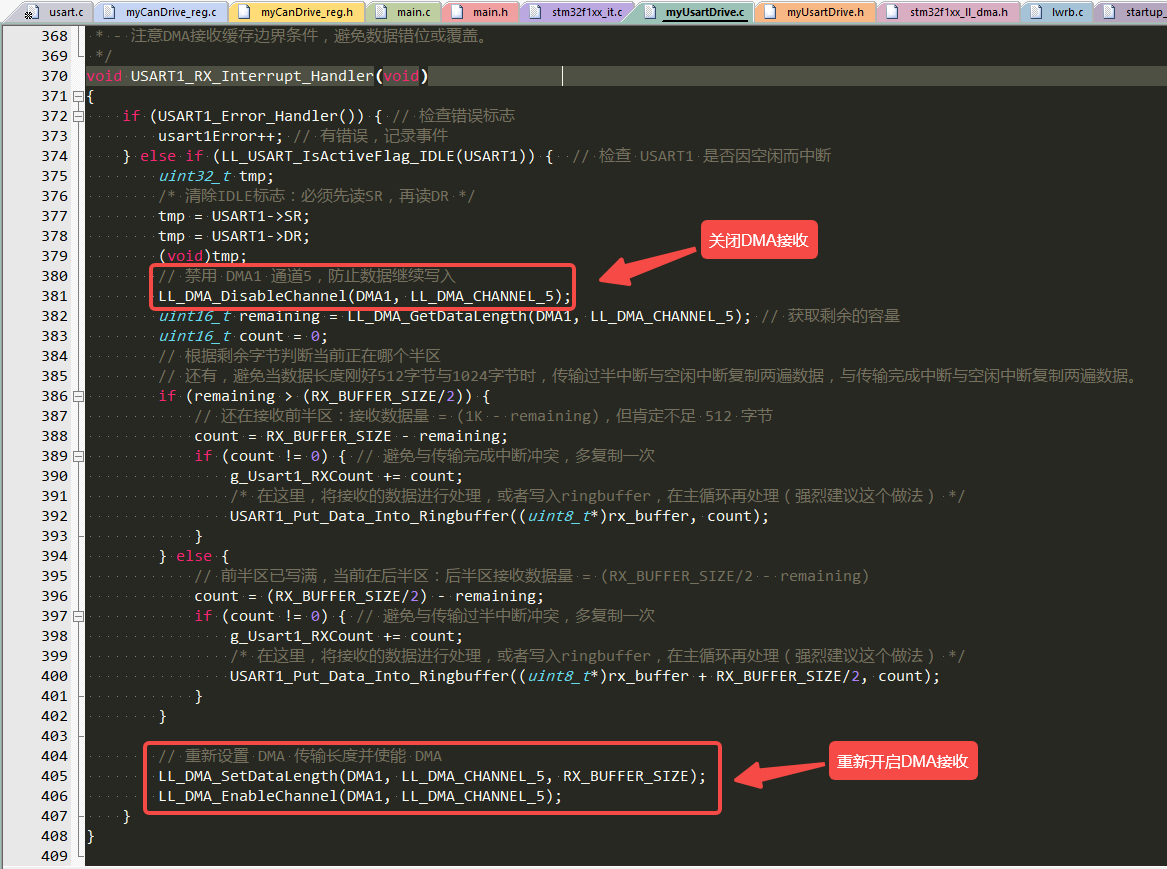 usart.c myCanDrive_reg.c myCanDrive_reg.h main.c main.h stm32f1xx_it.c myUsartDrive.c myUsartDrive.h stm32f1xx_ll_dma.h lwrb.c startup_
368 * - 注意DMA接收缓存边界条件，避免数据错位或覆盖。
369 */
370 void USART1_RX_Interrupt_Handler(void)
371 {
372 if (USART1_Error_Handler()) { // 检查错误标志
373 usart1Error++; // 有错误，记录事件
374 } else if (LL_USART_IsActiveFlag_IDLE(USART1)) { // 检查 USART1 是否因空闲而中断
375 uint32_t tmp;
376 /* 清除IDLE标志：必须先读SR，再读DR */
377 tmp = USART1->SR;
378 tmp = USART1->DR;
379 (void)tmp;
关闭DMA接收
380 // 禁用 DMA1 通道5，防止数据继续写入
381 LL_DMA_DisableChannel(DMA1, LL_DMA_CHANNEL_5);
382 uint16_t remaining = LL_DMA_GetDataLength(DMA1, LL_DMA_CHANNEL_5); // 获取剩余的容量
383 uint16_t count = 0;
384 // 根据剩余字节判断当前正在哪个半区
385 // 还有，避免当数据长度刚好512字节与1024字节时，传输过半中断与空闲中断复制两遍数据，与传输完成中断与空闲中断复制两遍数据。
386 if (remaining > (RX_BUFFER_SIZE/2)) {
387 // 还在接收前半区：接收数据量 = (1K - remaining)，但肯定不足 512 字节
388 count = RX_BUFFER_SIZE - remaining;
389 if (count != 0) { // 避免与传输完成中断冲突，多复制一次
390 g_Usart1_RXCount += count;
391 /* 在这里，将接收的数据进行处理，或者写入ringbuffer，在主循环再处理（强烈建议这个做法） */
392 USART1_Put_Data_Into_Ringbuffer((uint8_t*)rx_buffer, count);
393 }
394 } else {
395 // 前半区已写满，当前在后半区：后半区接收数据量 = (RX_BUFFER_SIZE/2 - remaining)
396 count = (RX_BUFFER_SIZE/2) - remaining;
397 if (count != 0) { // 避免与传输过半中断冲突，多复制一次
398 g_Usart1_RXCount += count;
399 /* 在这里，将接收的数据进行处理，或者写入ringbuffer，在主循环再处理（强烈建议这个做法） */
400 USART1_Put_Data_Into_Ringbuffer((uint8_t*)rx_buffer + RX_BUFFER_SIZE/2, count);
401 }
402 }
403
404 // 重新设置 DMA 传输长度并使能 DMA
重新开启DMA接收
405 LL_DMA_SetDataLength(DMA1, LL_DMA_CHANNEL_5, RX_BUFFER_SIZE);
406 LL_DMA_EnableChannel(DMA1, LL_DMA_CHANNEL_5);
407 }
408 }
409